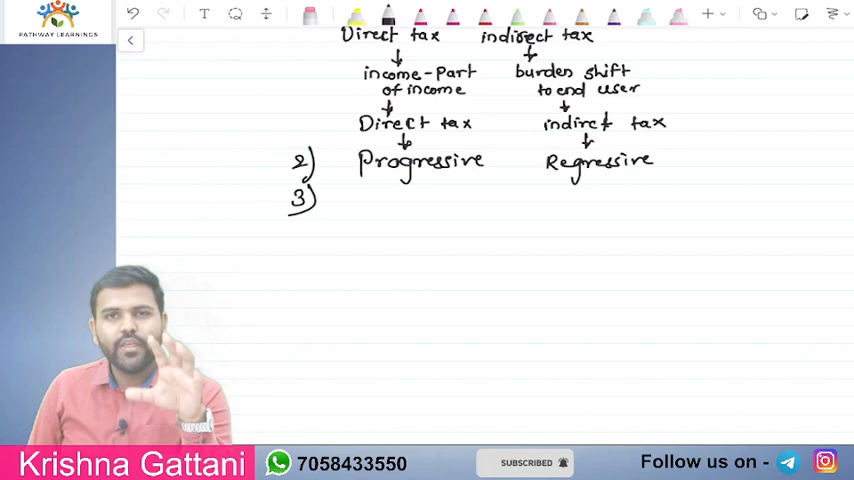 PATHWAY LEARNINGS
T
Direct tax indirect tax
income-Part burden shift
of income to end user
Direct tax indirect tax
2) Progressive Regressive
3)
Krishna Gattani 7058433550 SUBSCRIBED Follow us on -